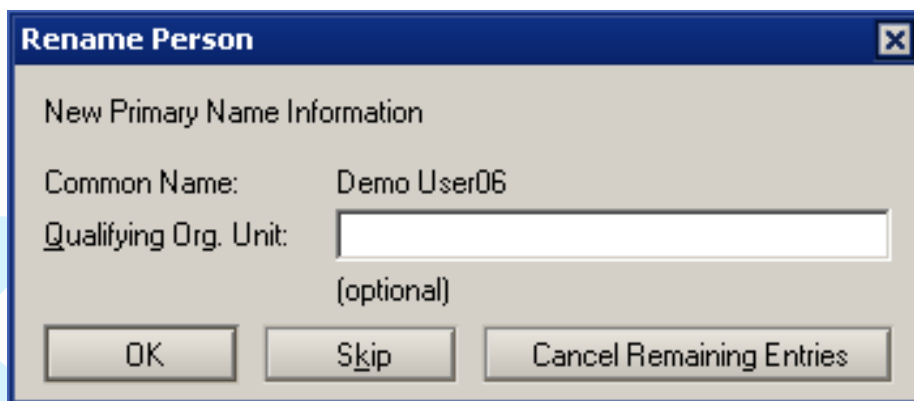 Rename Person
New Primary Name Information
Common Name: Demo User06
Qualifying Org. Unit:
(optional)
OK Skip Cancel Remaining Entries